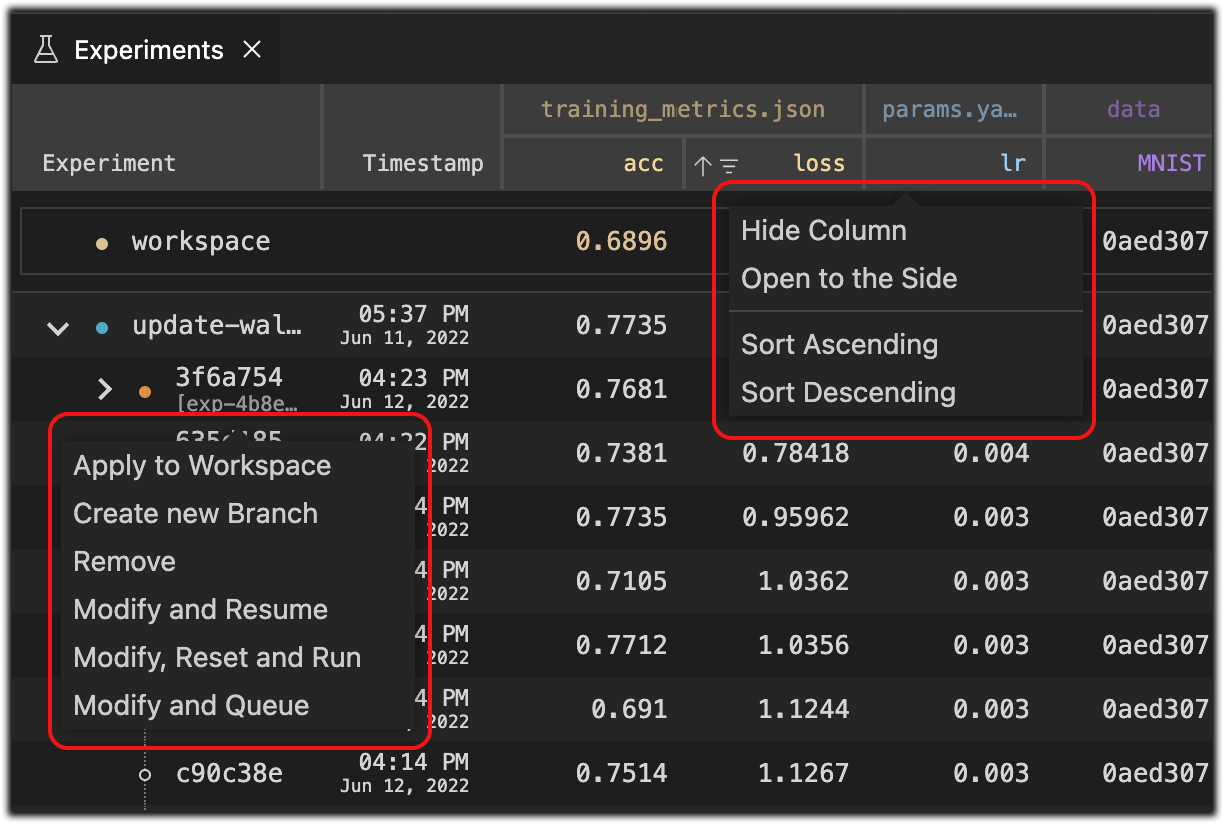 Experiments
training_metrics.json params.ya… data
Experiment Timestamp acc loss lr MNIST
workspace 0.6896 0aed307
Hide Column
Open to the Side
Sort Ascending
Sort Descending
update-wal… 05:37 PM 0.7735 0aed307
Jun 11, 2022
3f6a754 04:23 PM 0.7681 0aed307
[exp-4b8e… Jun 12, 2022
04:22 PM 0.7381 0.78418 0.004 0aed307
2022
Apply to Workspace
Create new Branch
Remove
Modify and Resume
Modify, Reset and Run
Modify and Queue
4 PM 0.7735 0.95962 0.003 0aed307
2022
4 PM 0.7105 1.0362 0.003 0aed307
2022
4 PM 0.7712 1.0356 0.003 0aed307
2022
4 PM 0.691 1.1244 0.003 0aed307
2022
c90c38e 04:14 PM 0.7514 1.1267 0.003 0aed307
Jun 12, 2022